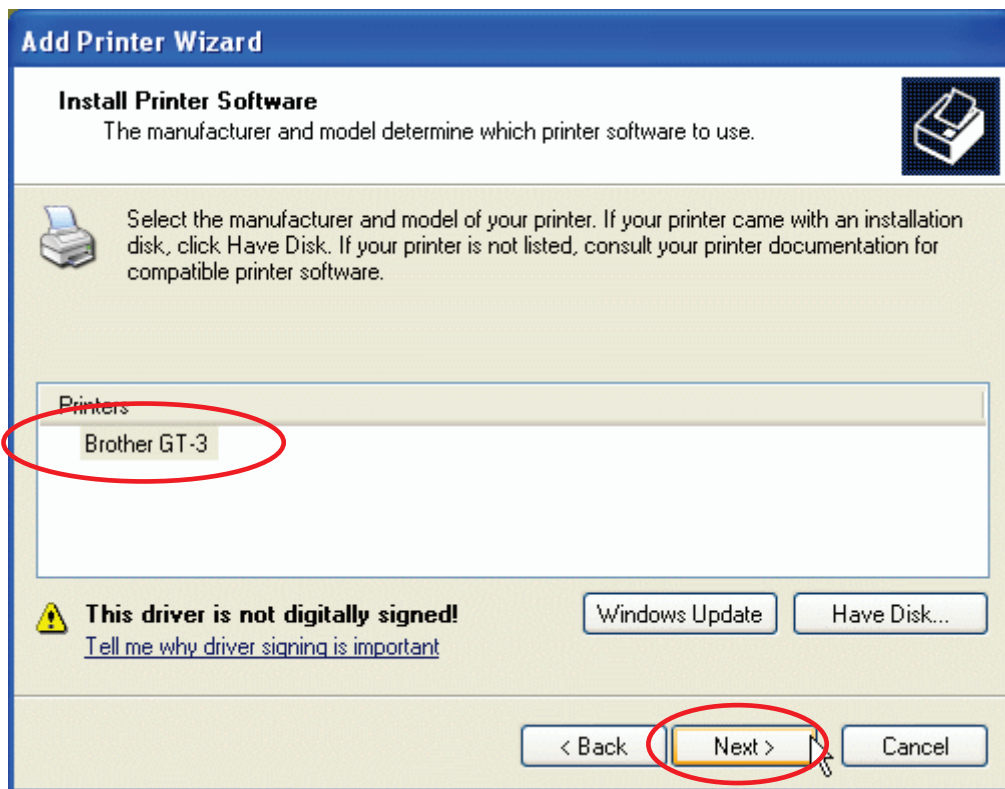 Add Printer Wizard
Install Printer Software
The manufacturer and model determine which printer software to use.
Select the manufacturer and model of your printer. If your printer came with an installation
disk, click Have Disk. If your printer is not listed, consult your printer documentation for
compatible printer software.
Printers
Brother GT-3
This driver is not digitally signed!
Windows Update
Have Disk...
Tell me why driver signing is important
< Back
Next >
Cancel